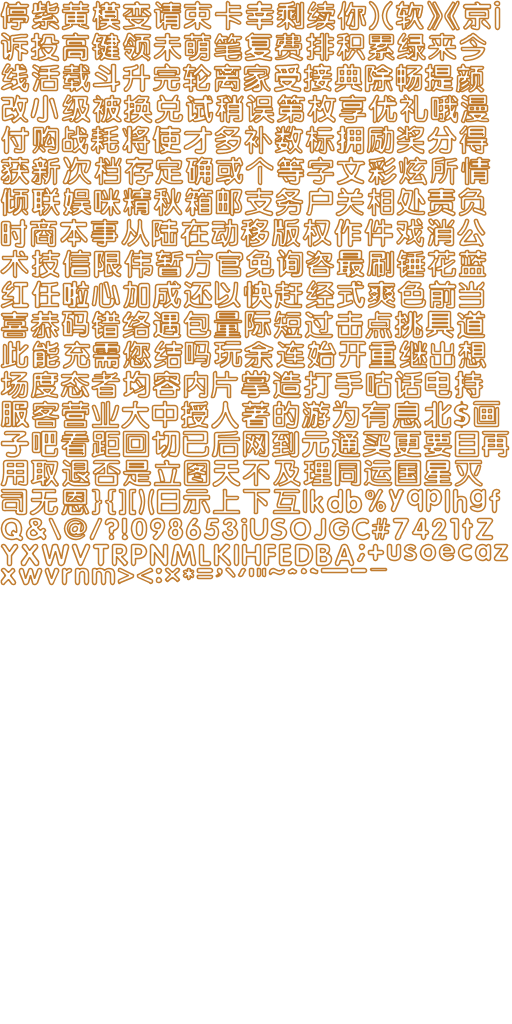 停紫黄模变请束卡幸剩续你)(软》《京i
诉投高键领未萌笔复费排积累绿来今
线活载斗升完轮离家受接典除畅提颜
改小级被换兑试稍误第枚享优礼哦漫
付购战耗将使才多补数标拥励奖分得
获新次档存定确或个等字文彩炫所情
倾联娱咪精秋箱邮支务户关相处责负
时商本事从陆在动移版权作件戏消公
术技信限伟暂方官免询咨最刷锤花蓝
红任啦心加成还以快赶经式爽色前当
喜恭码错络遇包量际短过击点挑具道
此能充需您结吗玩余连始开重继出想
场度态者均容内片掌造打手咕话电持
服客营业大中授人著的游为有息北$画
子吧看距回切已后网到元通买更要目再
用取退否是立图天不及理同运国星灭
司无恩}{][)(日示上下互lkdb%yqplhgf
Q&\@/?!098653jUSOJGC#7421tZ
YXWVTRPNMLKIHFEDBA;+usoecaz
xwvrnm><:×*=,\/'"~^·-—–-